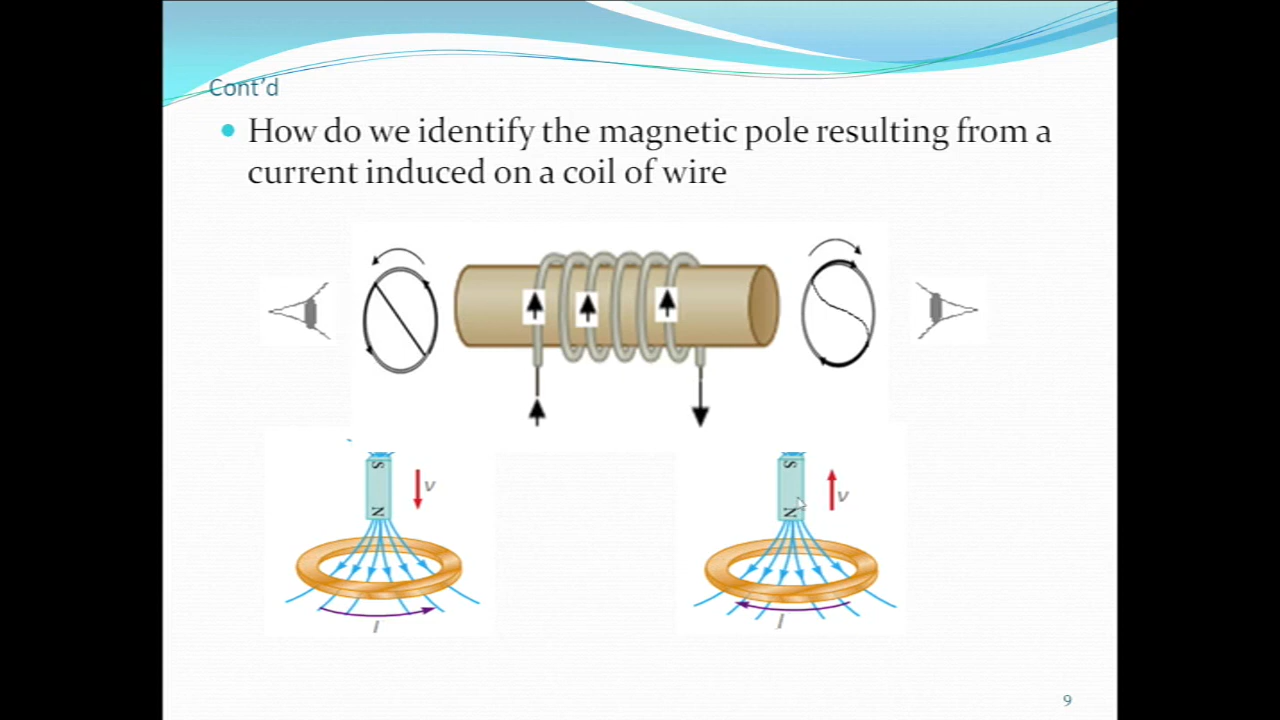 Cont’d
How do we identify the magnetic pole resulting from a
current induced on a coil of wire
S
N
v
I
S
N
v
I
9